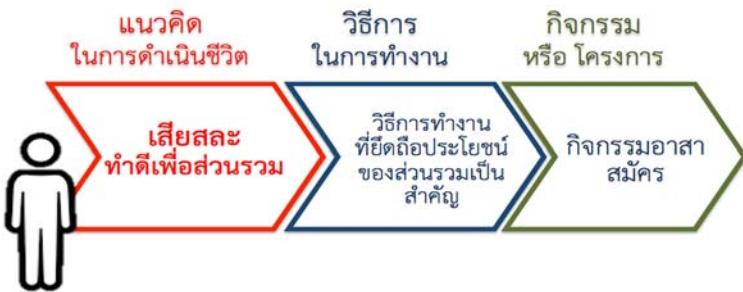 แนวคิด
ในการดำเนินชีวิต
วิธีการ
ในการทำงาน
กิจกรรม
หรือ โครงการ
เสียสละ
ทำดีเพื่อส่วนรวม
วิธีการทำงาน
ที่ยึดถือประโยชน์
ของส่วนรวมเป็น
สำคัญ
กิจกรรมอาสา
สมัคร